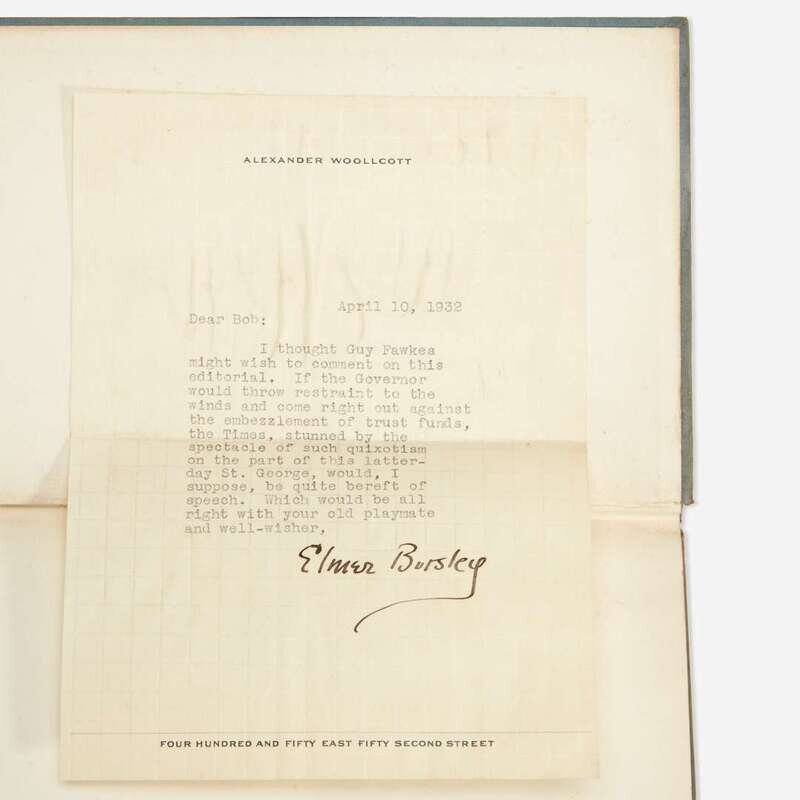 ALEXANDER WOOLLCOTT
April 10, 1932
Dear Bob:
I thought Guy Fawkes
might wish to comment on this
editorial. If the Governor
would throw restraint to the
winds and come right out against
the embezzlement of trust funds,
the Times, stunned by the
spectacle of such quixotism
on the part of this latter-
day St. George, would, I
suppose, be quite bereft of
speech. Which would be all
right with your old playmate
and well-wisher,
Elmer Borsley
FOUR HUNDRED AND FIFTY EAST FIFTY SECOND STREET